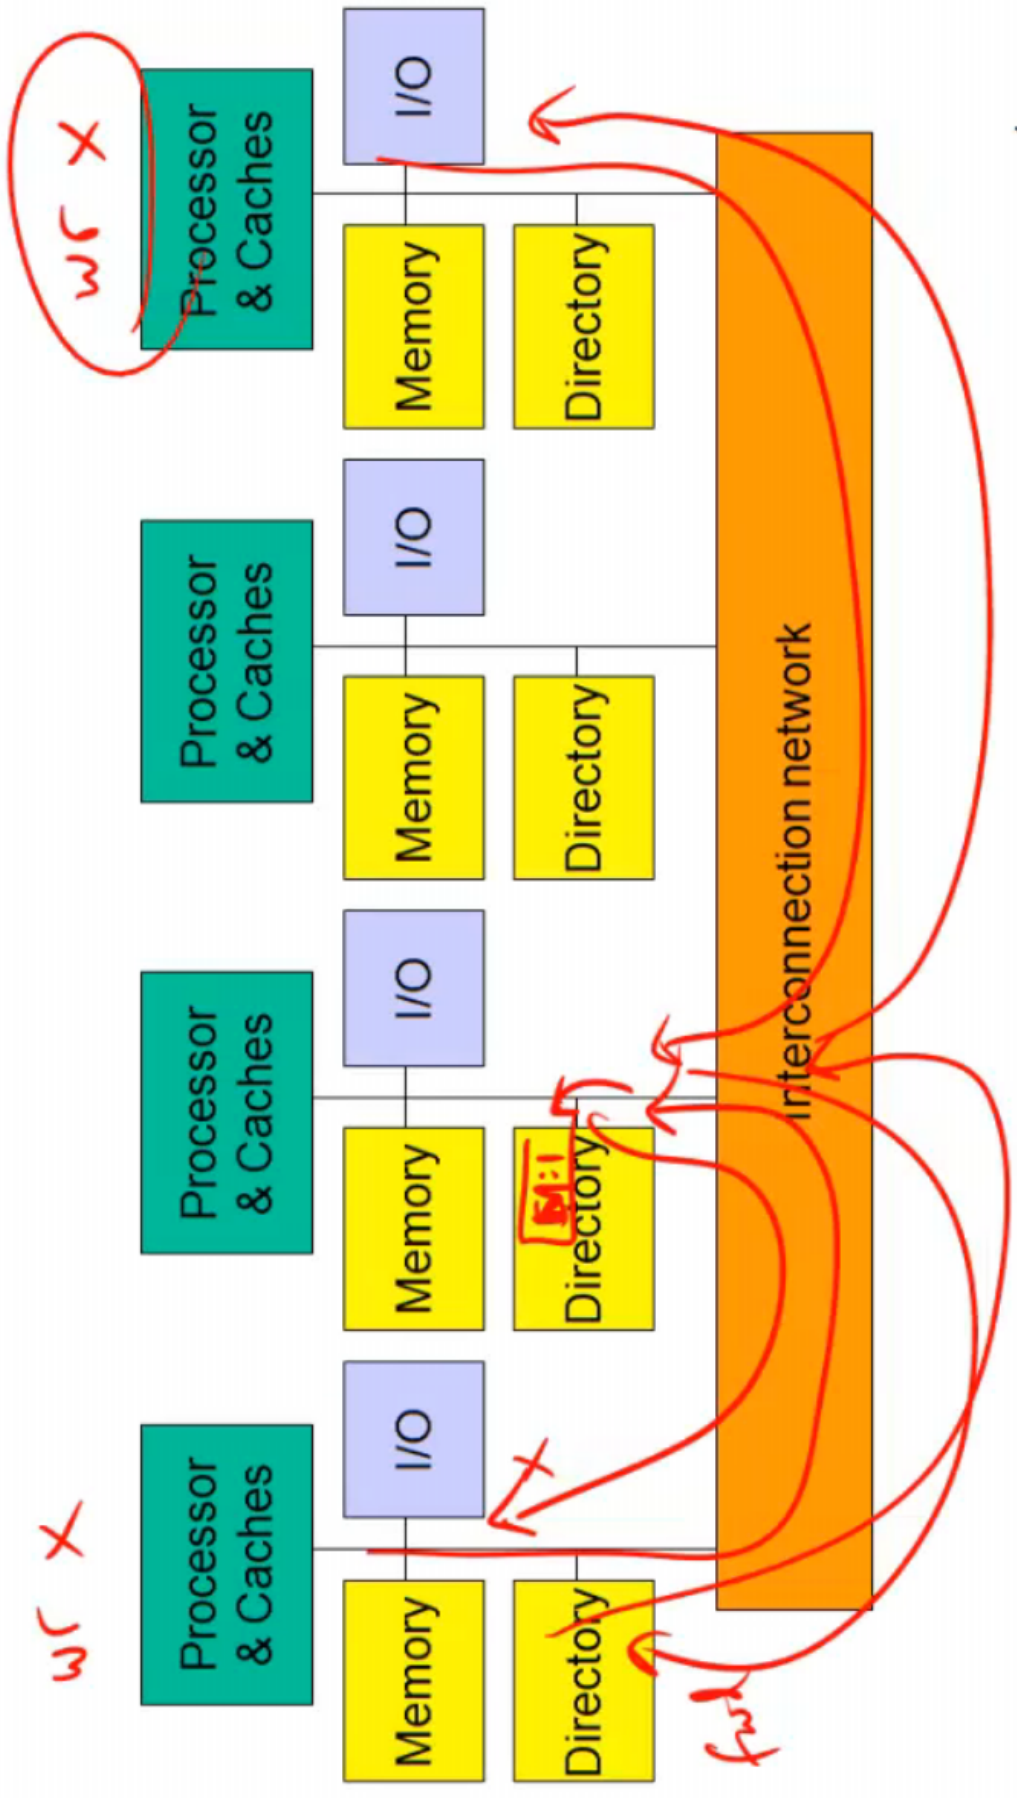 wr x
wr x
Processor
& Caches
Processor
& Caches
Processor
& Caches
Processor
& Caches
Memory
I/O
Memory
I/O
Memory
I/O
Memory
I/O
x
Directory
Directory
Directory
Directory
Interconnection network
fwd